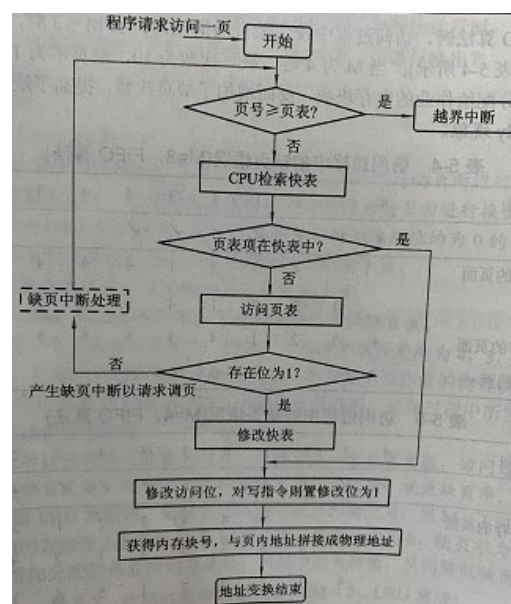 程序请求访问一页
开始
页号≥页表?
是
越界中断
否
CPU检索快表
页表项在快表中?
是
否
访问页表
缺页中断处理
否
存在位为1?
产生缺页中断以请求调页
是
修改快表
修改访问位,对写指令则置修改位为1
获得内存块号,与页内地址拼接成物理地址
地址变换结束